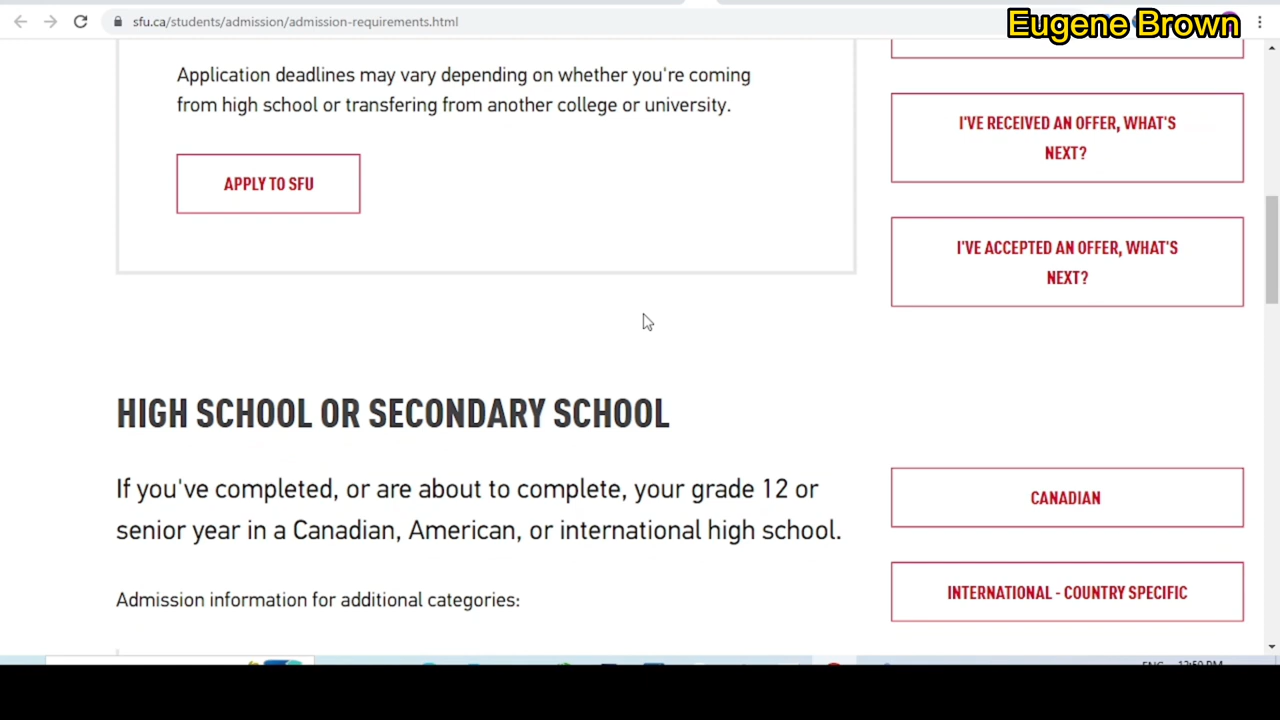 sfu.ca/students/admission/admission-requirements.html
Eugene Brown
Application deadlines may vary depending on whether you're coming
from high school or transfering from another college or university.
APPLY TO SFU
I'VE RECEIVED AN OFFER, WHAT'S
NEXT?
I'VE ACCEPTED AN OFFER, WHAT'S
NEXT?
HIGH SCHOOL OR SECONDARY SCHOOL
If you've completed, or are about to complete, your grade 12 or
senior year in a Canadian, American, or international high school.
Admission information for additional categories:
CANADIAN
INTERNATIONAL - COUNTRY SPECIFIC